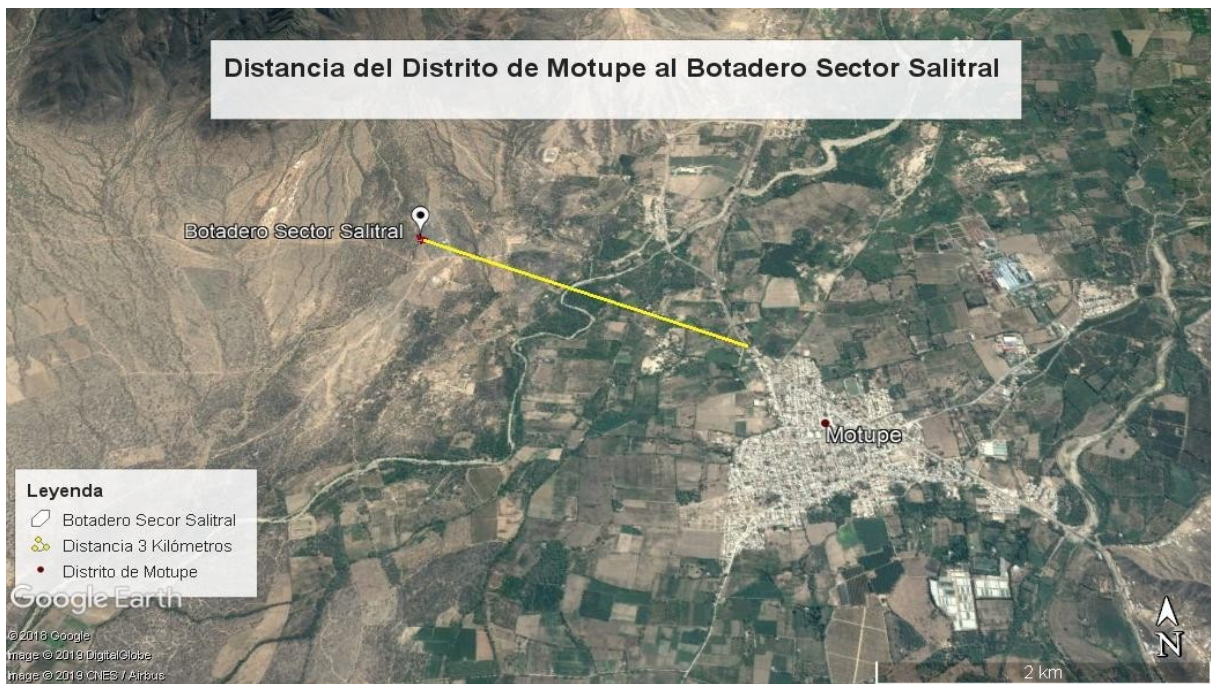 Distancia del Distrito de Motupe al Botadero Sector Salitral
Botadero Sector Salitral
Motupe
Leyenda
Botadero Secor Salitral
Distancia 3 Kilómetros
Distrito de Motupe
Google Earth
© 2018 Google
Image © 2019 DigitalGlobe
Image © 2019 CNES / Airbus
N
2 km